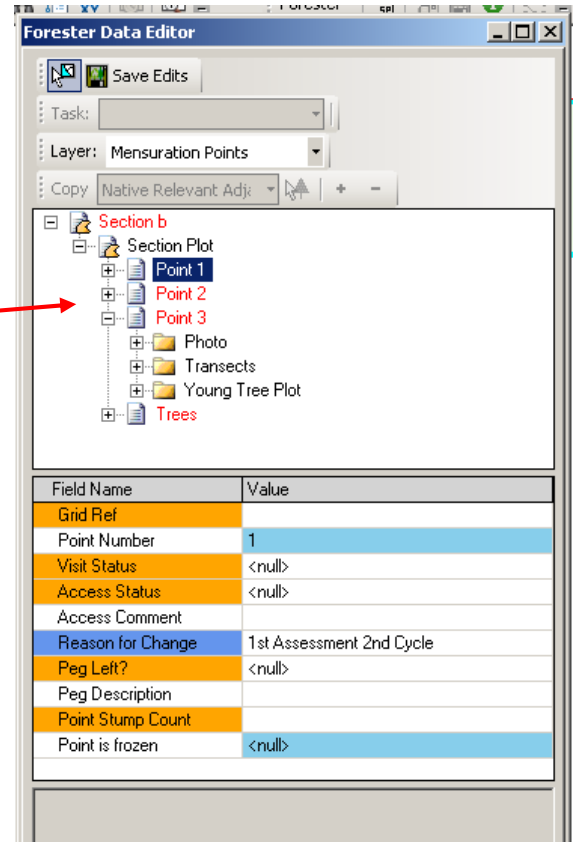 Forester Data Editor
Save Edits
Task:
Layer: Mensuration Points
Copy Native Relevant Adj
Section b
Section Plot
Point 1
Point 2
Point 3
Photo
Transects
Young Tree Plot
Trees
Field Name Value
Grid Ref
Point Number 1
Visit Status <null>
Access Status <null>
Access Comment
Reason for Change 1st Assessment 2nd Cycle
Peg Left? <null>
Peg Description
Point Stump Count
Point is frozen <null>